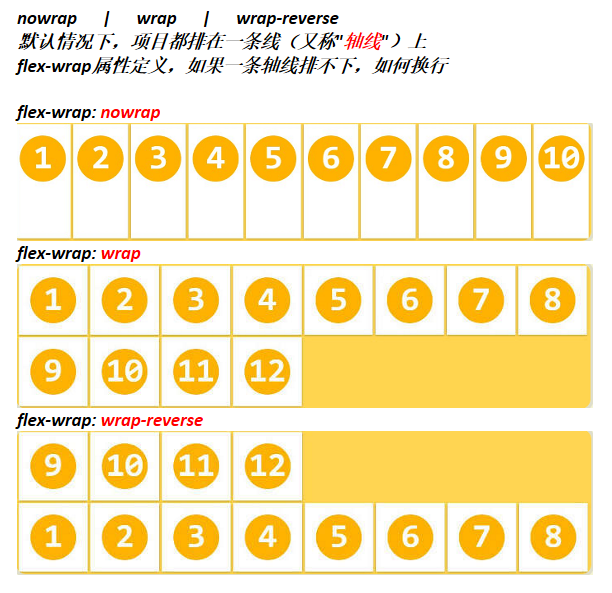 nowrap | wrap | wrap-reverse
默认情况下，项目都排在一条线（又称"轴线"）上
flex-wrap属性定义，如果一条轴线排不下，如何换行
flex-wrap: nowrap
1 2 3 4 5 6 7 8 9 10
flex-wrap: wrap
1 2 3 4 5 6 7 8
9 10 11 12
flex-wrap: wrap-reverse
9 10 11 12
1 2 3 4 5 6 7 8